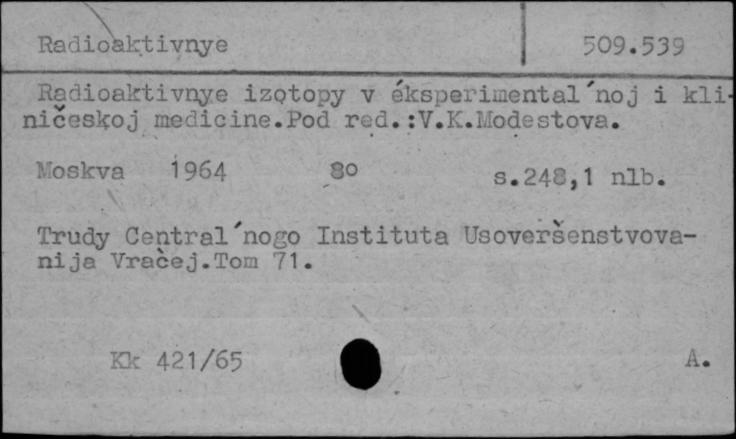 Radioaktivnye 509.539
Radioaktivnye izotopy v éksperimental´noj i kli-
ničeskoj medicine.Pod red.:V.K.Modestova.
Moskva 1964 8o s.248,1 nlb.
Trudy Central´nogo Instituta Usoveršenstvova-
nija Vračej.Tom 71.
Kk 421/65 A.